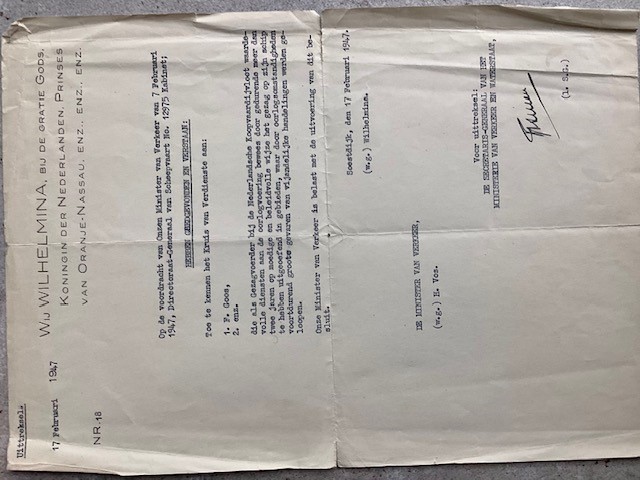 Uittreksel.
17 Februari 1947
NR.18
WIJ WILHELMINA, BIJ DE GRATIE GODS,
KONINGIN DER NEDERLANDEN, PRINSES
VAN ORANJE-NASSAU, ENZ., ENZ., ENZ.
Op de voordracht van Onzen Minister van Verkeer van 7 Februari
1947, Directoraat-Generaal van Scheepvaart No. 12975 Kabinet;
HEBBEN GOEDGEVONDEN EN VERSTAAN:
Toe te kennen het Kruis van Verdienste aan:
1. F. Goos,
2. enz.
die als Gezagvoerder bij de Nederlandsche Koopvaardijvloot waarde-
volle diensten aan de oorlogvoering bewees door gedurende meer dan
twee jaren op moedige en beleidvolle wijze het gezag op zijn schip
te hebben uitgeoefend in gebieden, waar door oorlogsomstandigheden
voortdurend groote gevaren van vijandelijke handelingen werden ge-
loopen.
Onze Minister van Verkeer is belast met de uitvoering van dit be-
sluit.
Soestdijk, den 17 Februari 1947.
(w.g.) Wilhelmina.
DE MINISTER VAN VERKEER,
(w.g.) H. Vos.
Voor uittreksel:
DE SECRETARIS-GENERAAL VAN HET
MINISTERIE VAN VERKEER EN WATERSTAAT,